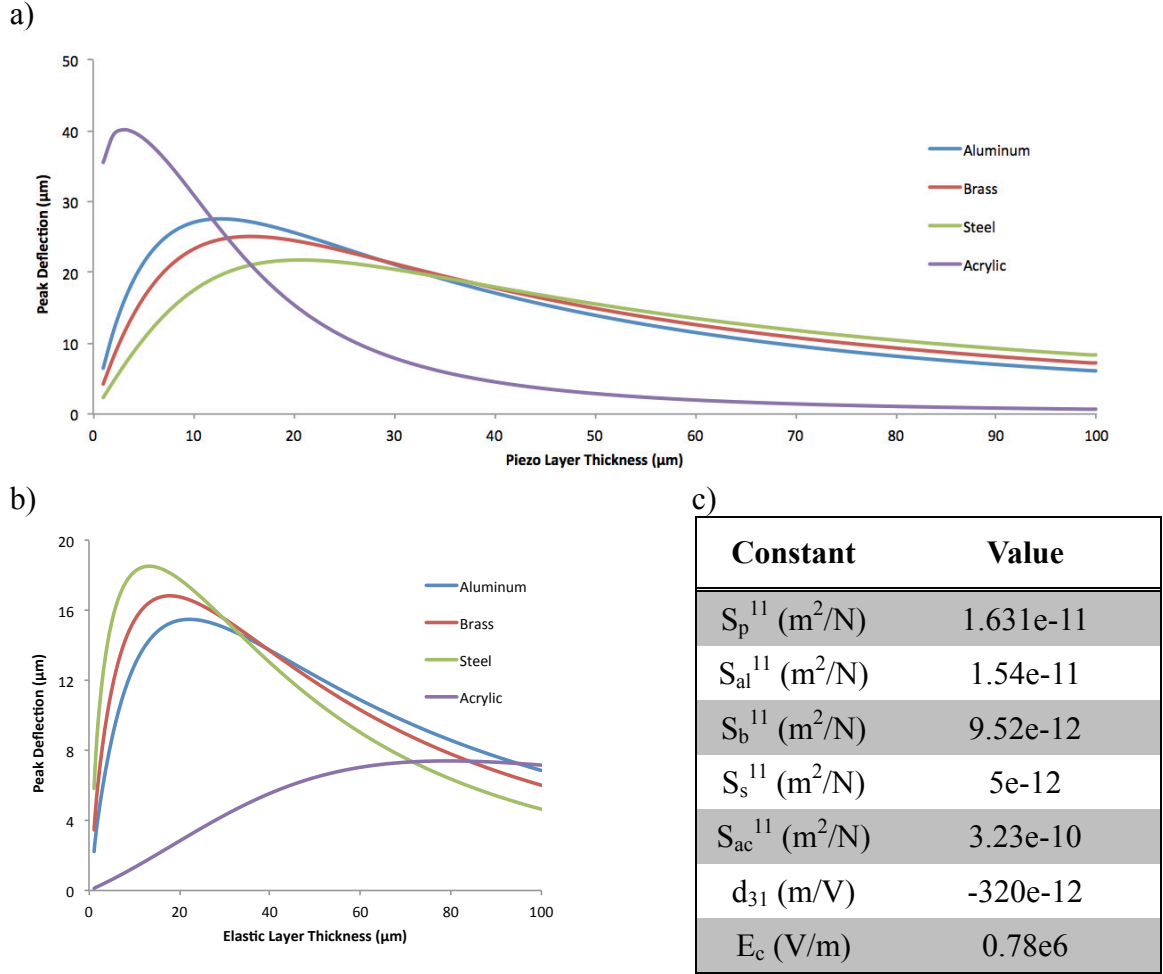 a)
50
40
30
20
10
0
Peak Deflection (µm)
0 10 20 30 40 50 60 70 80 90 100
Piezo Layer Thickness (µm)
Aluminum
Brass
Steel
Acrylic
b)
20
16
12
8
4
0
Peak Deflection (µm)
0 20 40 60 80 100
Elastic Layer Thickness (µm)
Aluminum
Brass
Steel
Acrylic
c)
Constant Value
Sₚ¹¹ (m²/N) 1.631e-11
Sₐₗ¹¹ (m²/N) 1.54e-11
S_b¹¹ (m²/N) 9.52e-12
Sₛ¹¹ (m²/N) 5e-12
S_ac¹¹ (m²/N) 3.23e-10
d₃₁ (m/V) -320e-12
E_c (V/m) 0.78e6